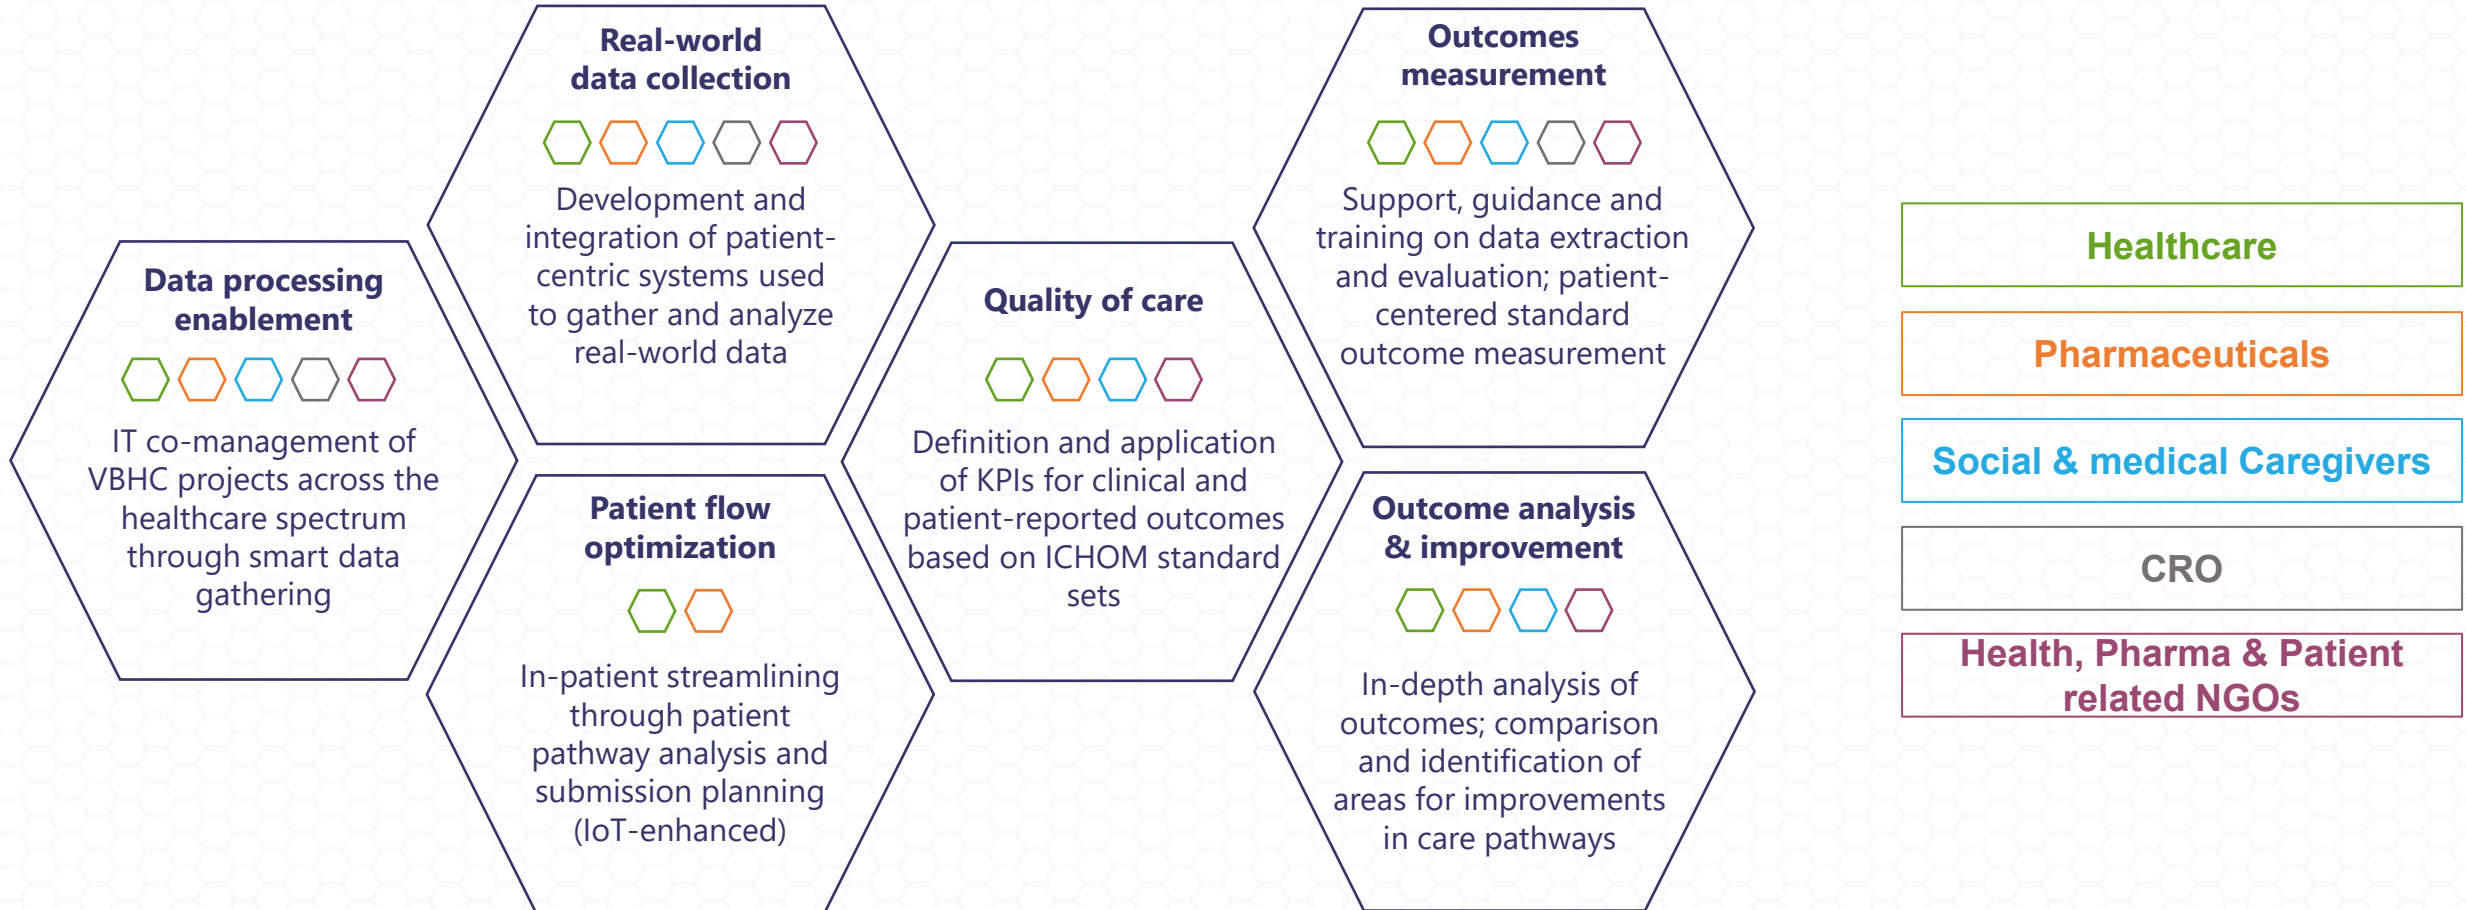 Real-world
data collection
Development and
integration of patient-
centric systems used
to gather and analyze
real-world data
Outcomes
measurement
Support, guidance and
training on data extraction
and evaluation; patient-
centered standard
outcome measurement
Data processing
enablement
IT co-management of
VBHC projects across the
healthcare spectrum
through smart data
gathering
Quality of care
Definition and application
of KPIs for clinical and
patient-reported outcomes
based on ICHOM standard
sets
Patient flow
optimization
In-patient streamlining
through patient
pathway analysis and
submission planning
(IoT-enhanced)
Outcome analysis
& improvement
In-depth analysis of
outcomes; comparison
and identification of
areas for improvements
in care pathways
Healthcare
Pharmaceuticals
Social & medical Caregivers
CRO
Health, Pharma & Patient
related NGOs